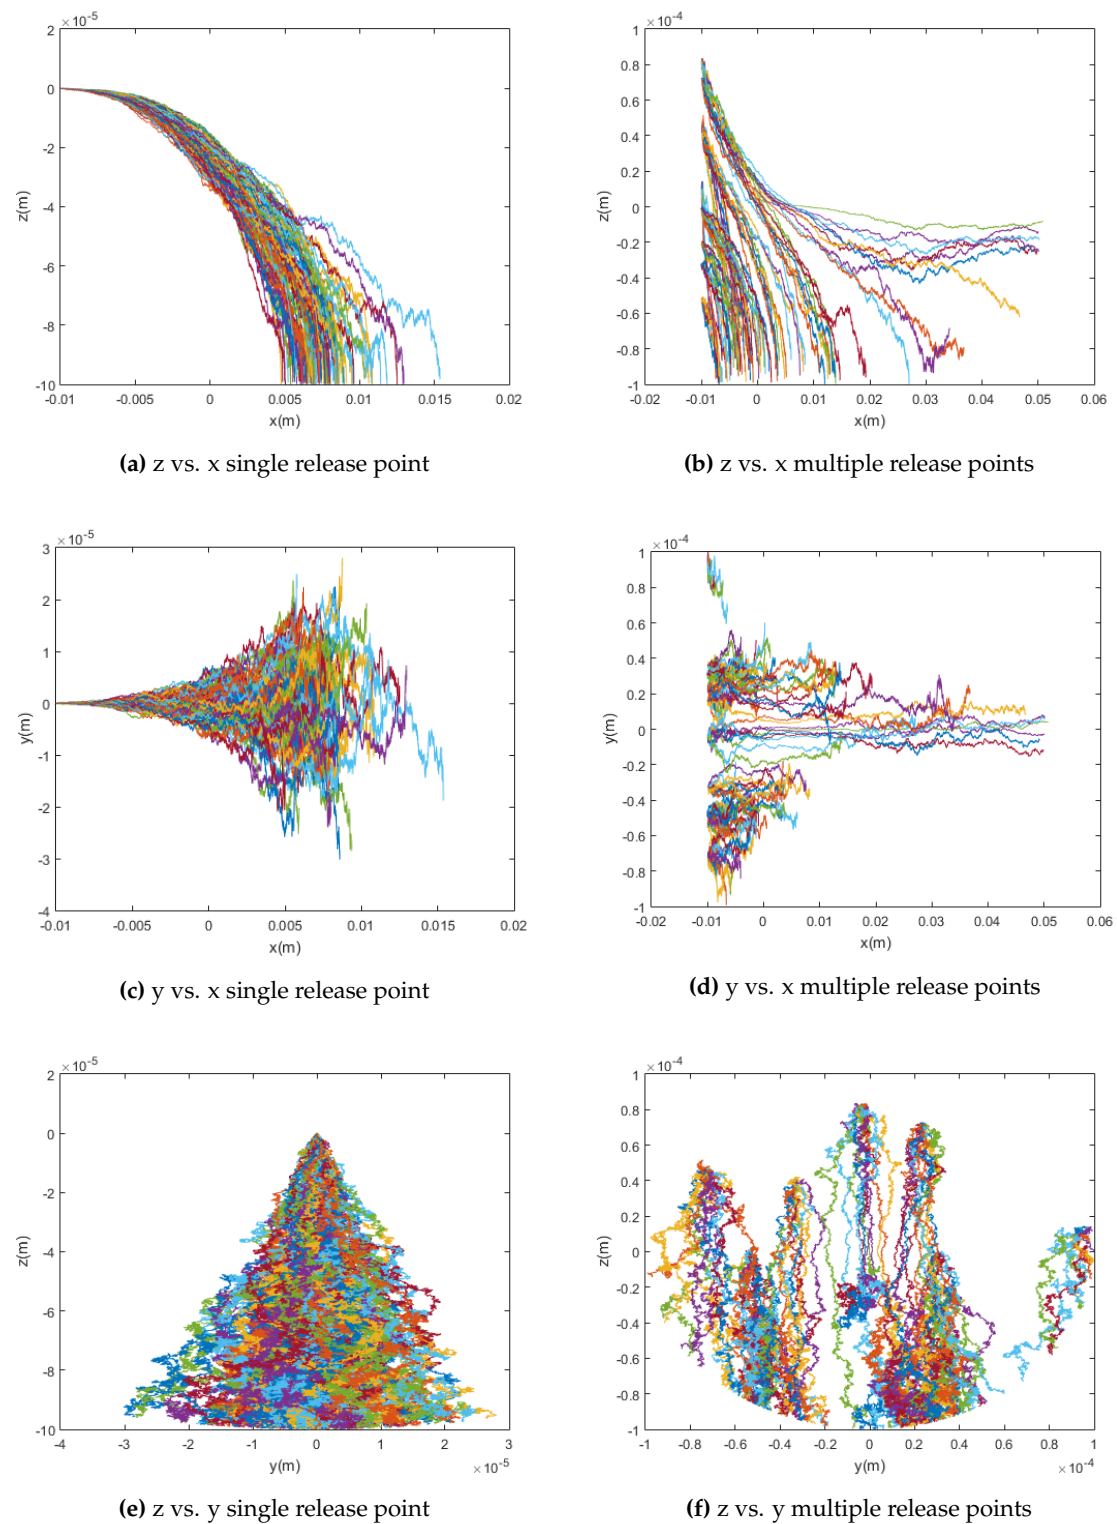 ×10-5
2
0
-2
-4
-6
-8
-10
z(m)
-0.01 -0.005 0 0.005 0.01 0.015 0.02
x(m)
(a) z vs. x single release point
×10-4
1
0.8
0.6
0.4
0.2
0
-0.2
-0.4
-0.6
-0.8
-1
z(m)
-0.02 -0.01 0 0.01 0.02 0.03 0.04 0.05 0.06
x(m)
(b) z vs. x multiple release points
×10-5
3
2
1
0
-1
-2
-3
-4
y(m)
-0.01 -0.005 0 0.005 0.01 0.015 0.02
x(m)
(c) y vs. x single release point
×10-4
1
0.8
0.6
0.4
0.2
0
-0.2
-0.4
-0.6
-0.8
-1
y(m)
-0.02 -0.01 0 0.01 0.02 0.03 0.04 0.05 0.06
x(m)
(d) y vs. x multiple release points
×10-5
2
0
-2
-4
-6
-8
-10
z(m)
-4 -3 -2 -1 0 1 2 3
y(m)
×10-5
(e) z vs. y single release point
×10-4
1
0.8
0.6
0.4
0.2
0
-0.2
-0.4
-0.6
-0.8
-1
z(m)
-1 -0.8 -0.6 -0.4 -0.2 0 0.2 0.4 0.6 0.8 1
y(m)
×10-4
(f) z vs. y multiple release points